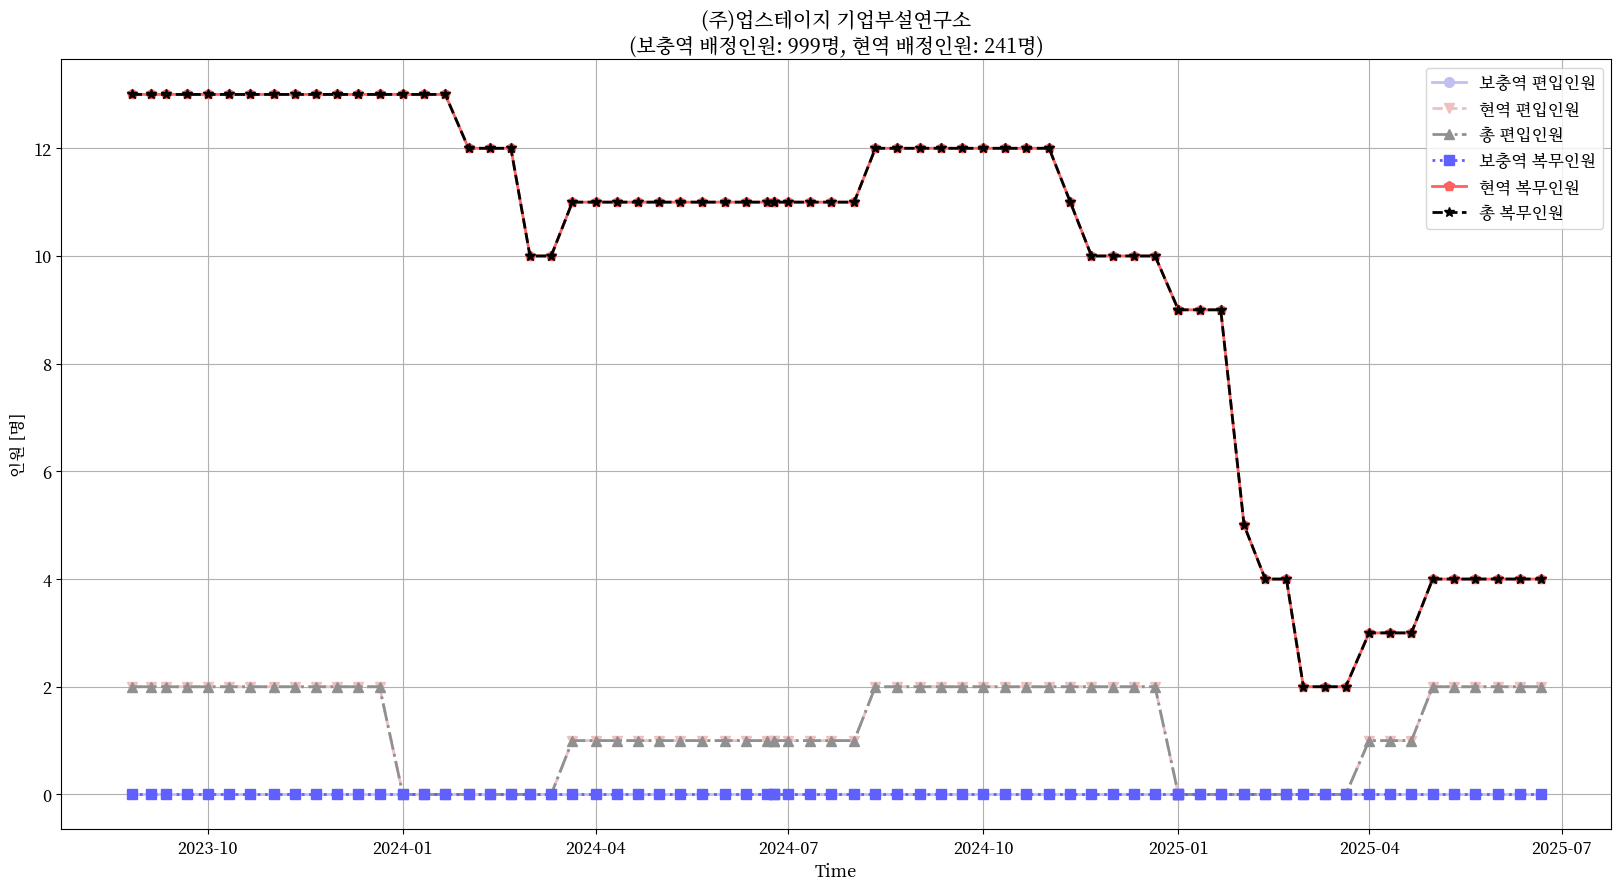 (주)업스테이지 기업부설연구소
(보충역 배정인원: 999명, 현역 배정인원: 241명)
보충역 편입인원
현역 편입인원
총 편입인원
보충역 복무인원
현역 복무인원
총 복무인원
인원 [명]
12
10
8
6
4
2
0
2023-10 2024-01 2024-04 2024-07 2024-10 2025-01 2025-04 2025-07
Time